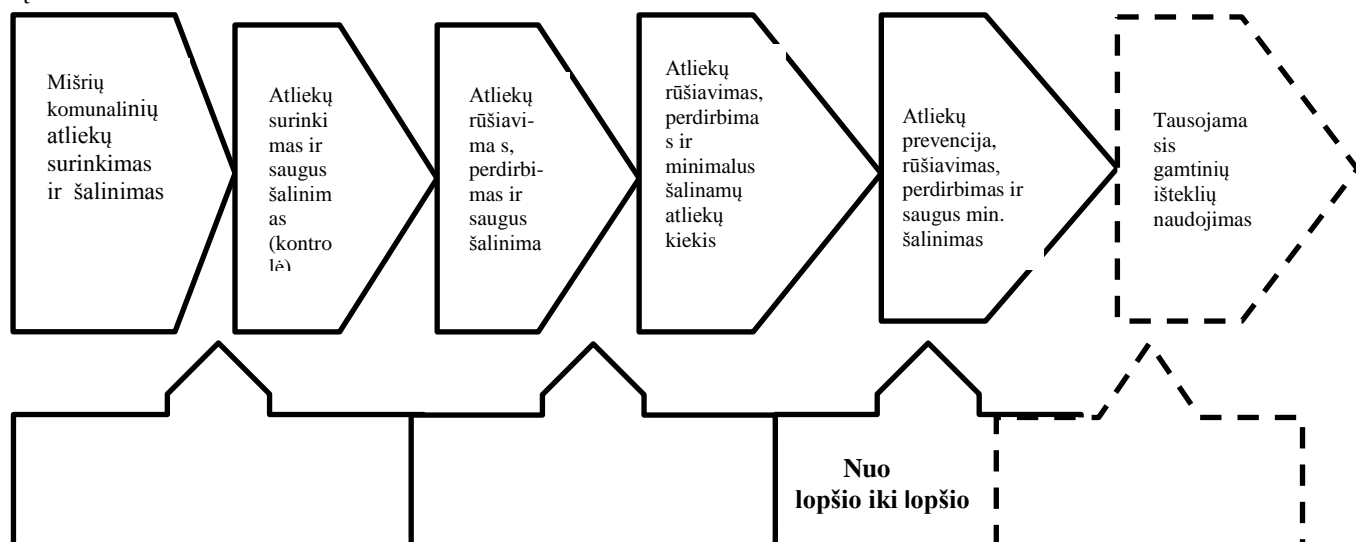 Mišrių
komunalinių
atliekų
surinkimas
ir šalinimas
Atliekų
surinki
mas ir
saugus
šalinim
as
(kontro
lė)
Atliekų
rūšiavi-
ma s,
perdirbi-
mas ir
saugus
šalinima
Atliekų
rūšiavimas,
perdirbima
s ir
minimalus
šalinamų
atliekų
kiekis
Atliekų
prevencija,
rūšiavimas,
perdirbimas ir
saugus min.
šalinimas
Tausojama
sis
gamtinių
išteklių
naudojimas
Nuo
lopšio iki lopšio